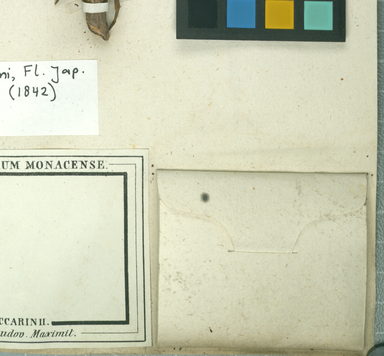 ni, Fl. Jap.
(1842)
UM MONACENSE.
CCARINII.
udov. Maximil.